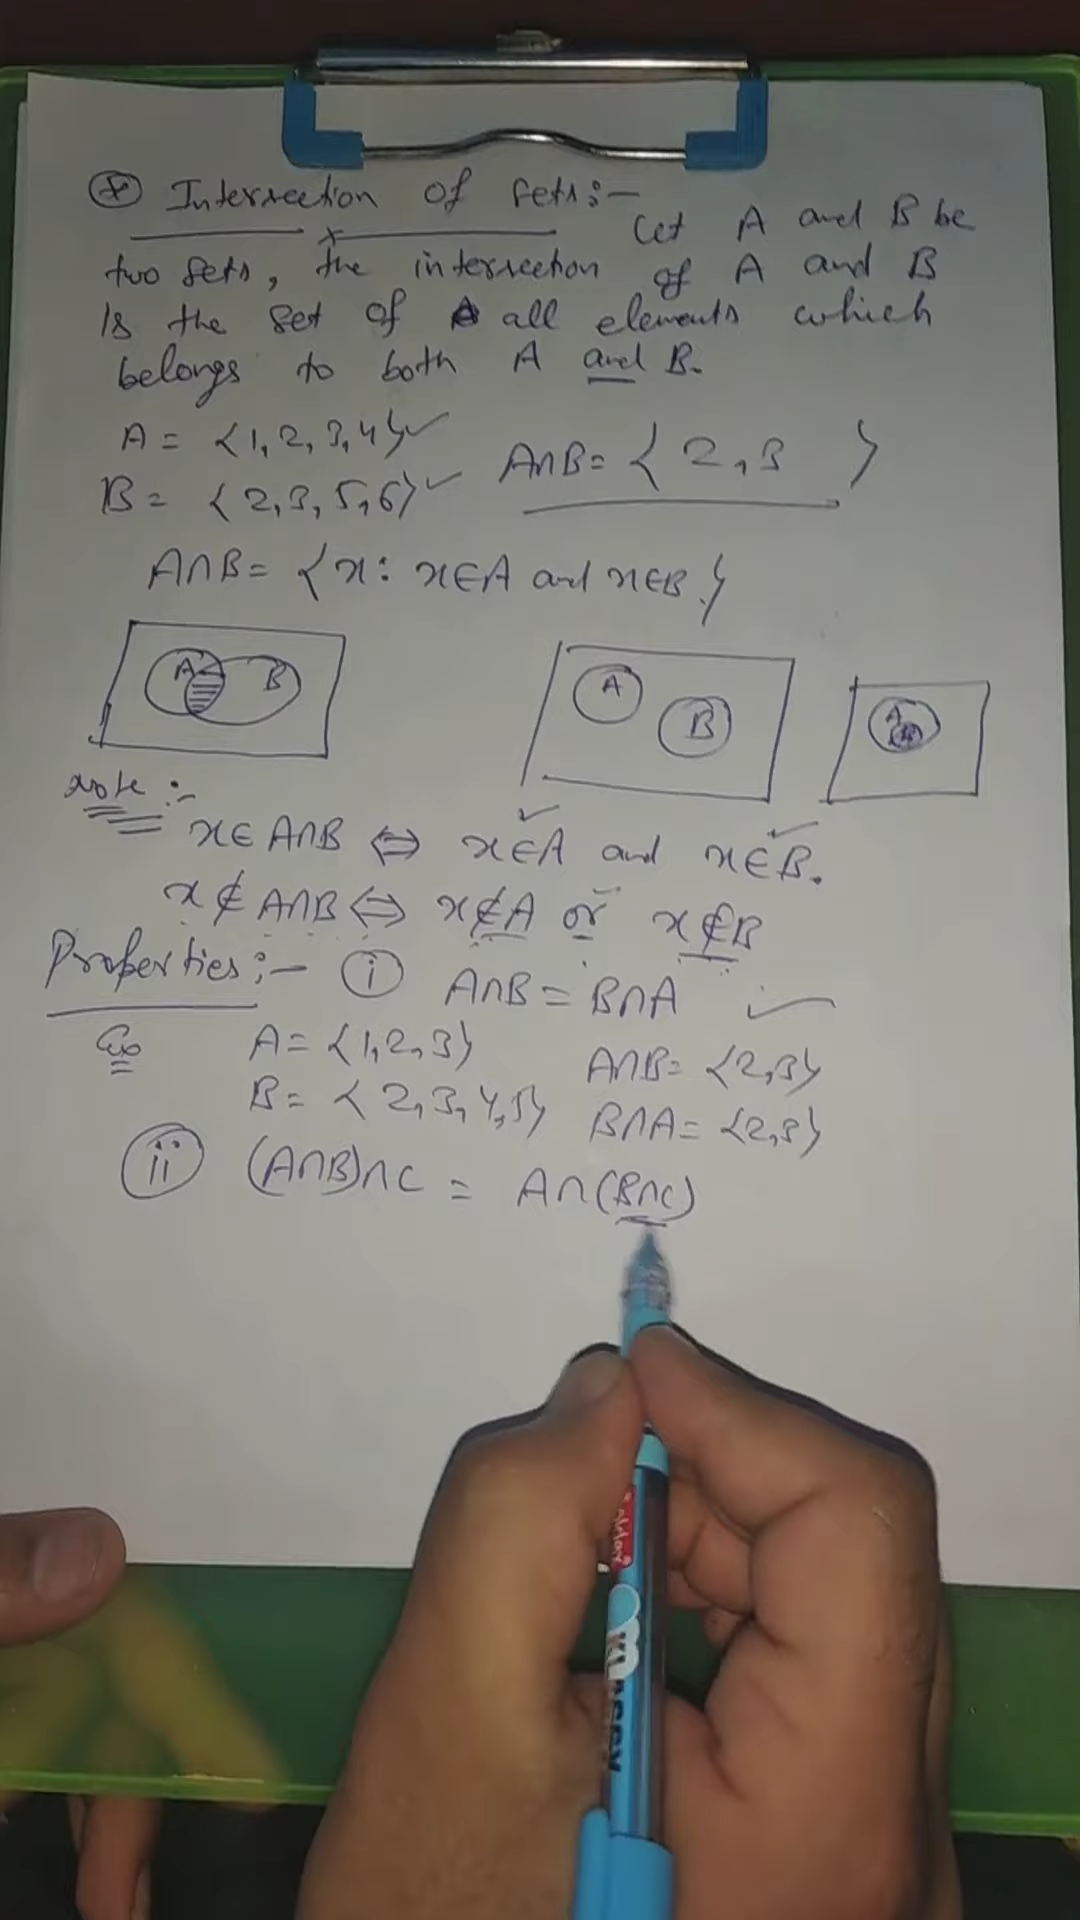 * Intersection of sets :- Let A and B be
two sets, the intersection of A and B
is the set of all elements which
belongs to both A and B.
A = {1, 2, 3, 4} ✓
B = {2, 3, 5, 6} ✓
A∩B = {2, 3 }
A∩B = {x : x∈A and x∈B.}
A B
A
B
A
Note :-
x∈A∩B ⇔ x∈A and x∈B.
x∉A∩B ⇔ x∉A or x∉B
Properties :- (i) A∩B = B∩A ✓
A = {1, 2, 3}
B = {2, 3, 4, 5}
A∩B = {2, 3}
B∩A = {2, 3}
(ii) (A∩B)∩C = A∩(B∩C)
KLASSY